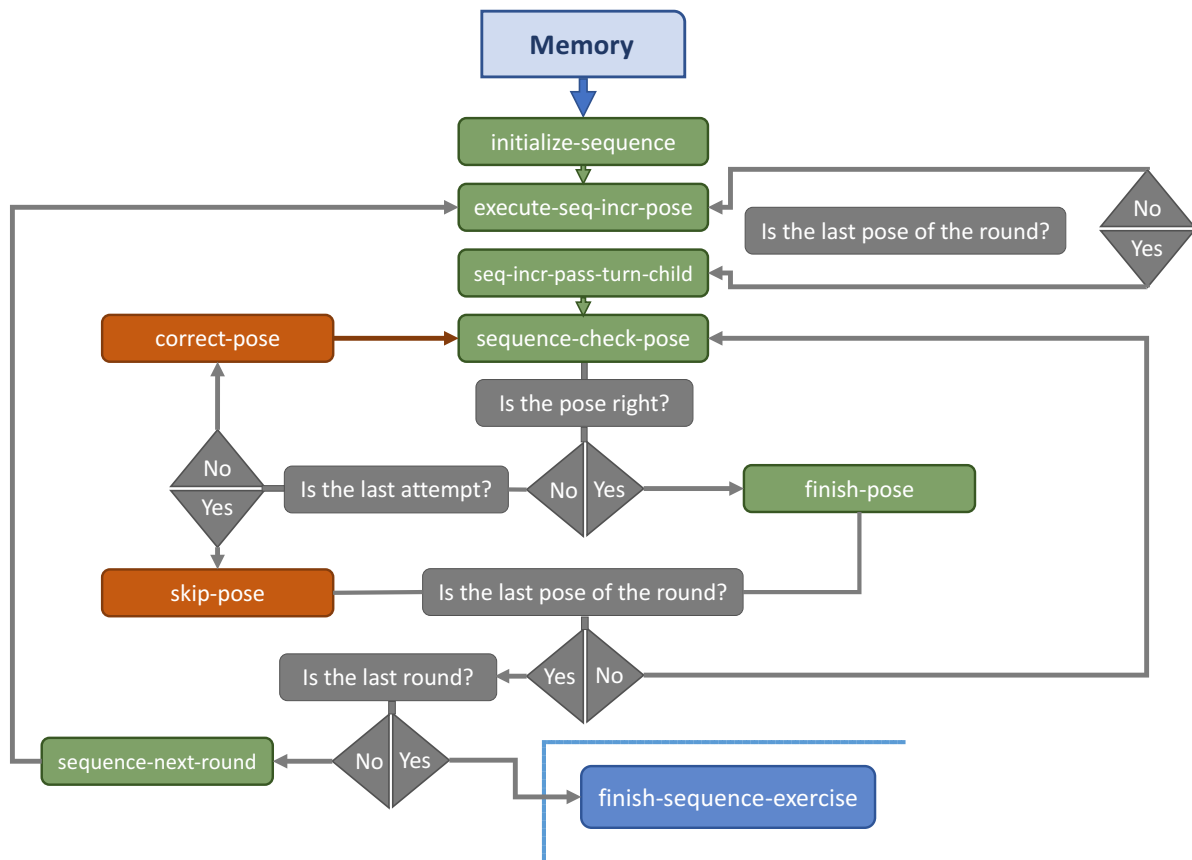 Memory
initialize-sequence
execute-seq-incr-pose
No
Is the last pose of the round?
Yes
seq-incr-pass-turn-child
correct-pose
sequence-check-pose
Is the pose right?
No
Is the last attempt?
No
Yes
finish-pose
Yes
skip-pose
Is the last pose of the round?
Is the last round?
Yes
No
sequence-next-round
No
Yes
finish-sequence-exercise